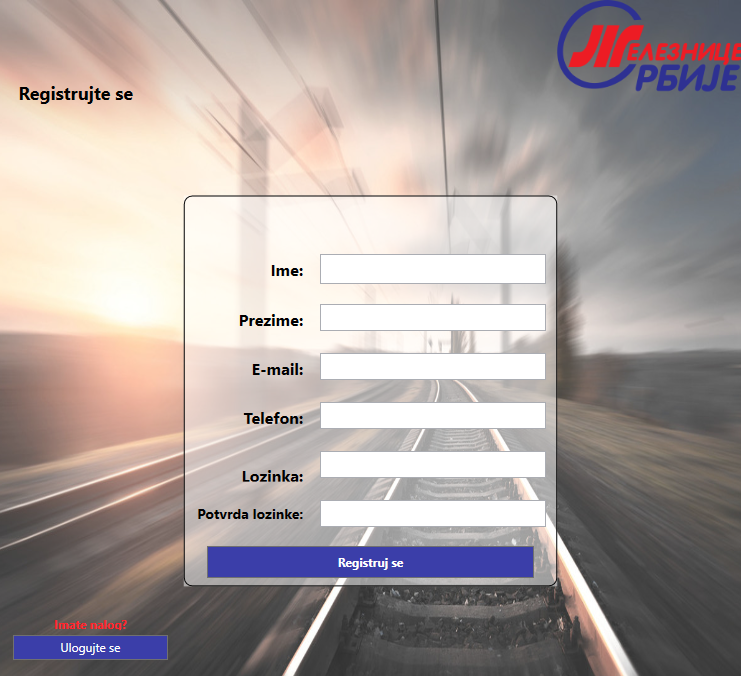 ЖЕЛЕЗНИЦЕ
СРБИЈЕ
Registrujte se
Ime:
Prezime:
E-mail:
Telefon:
Lozinka:
Potvrda lozinke:
Registruj se
Imate nalog?
Ulogujte se